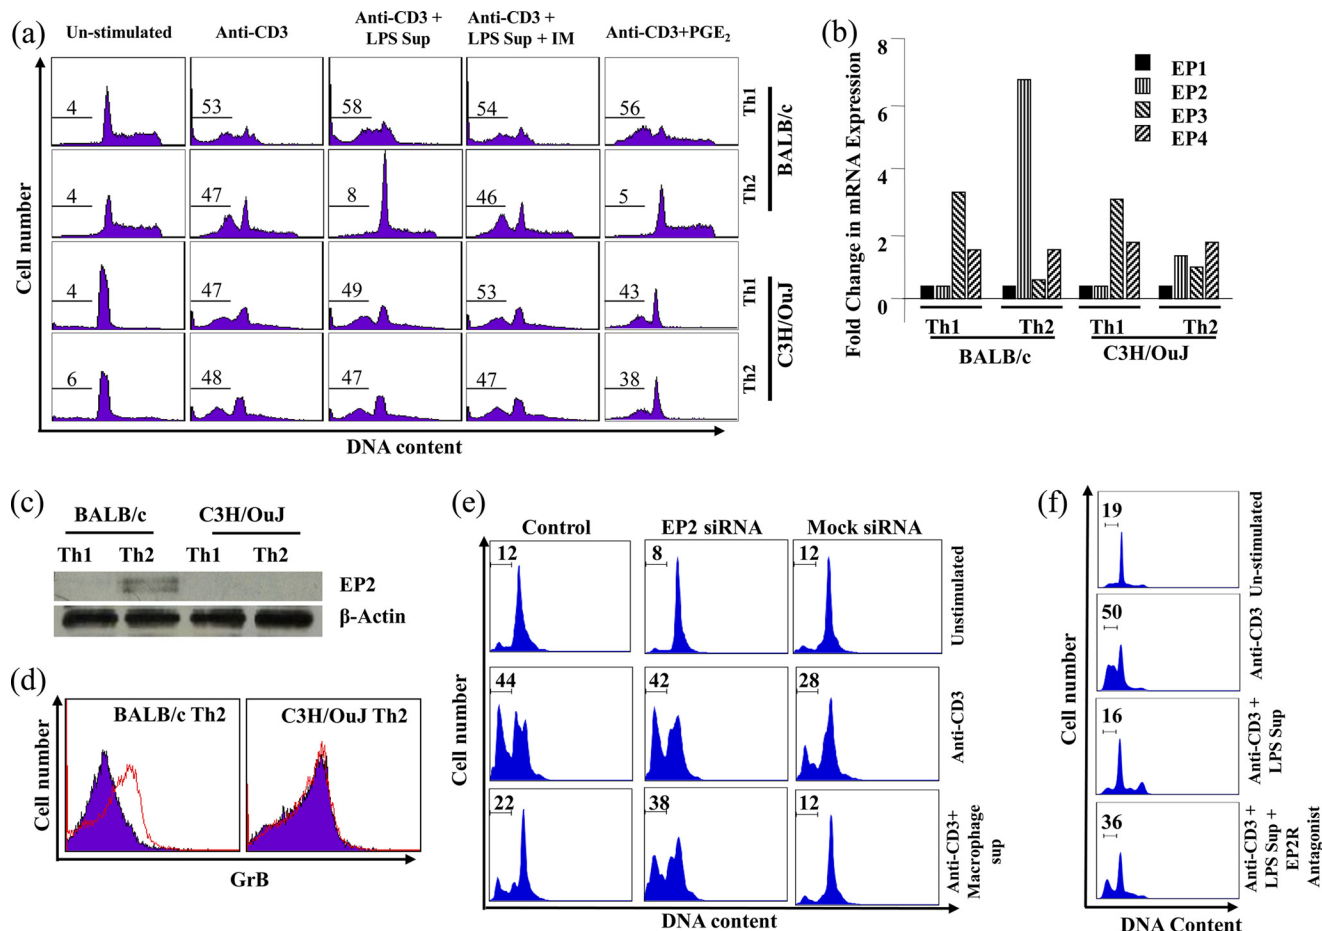 (a)
Un-stimulated
Anti-CD3
Anti-CD3 +
LPS Sup
Anti-CD3 +
LPS Sup + IM
Anti-CD3+PGE₂
4
53
58
54
56
Th1
4
47
8
46
5
Th2
BALB/c
4
47
49
53
43
Th1
6
48
47
47
38
Th2
C3H/OuJ
Cell number
DNA content
(b)
8
6
4
2
0
Fold Change in mRNA Expression
EP1
EP2
EP3
EP4
Th1
Th2
Th1
Th2
BALB/c
C3H/OuJ
(c)
BALB/c
C3H/OuJ
Th1
Th2
Th1
Th2
EP2
β-Actin
(d)
BALB/c Th2
C3H/OuJ Th2
Cell number
GrB
(e)
Control
EP2 siRNA
Mock siRNA
12
8
12
Unstimulated
44
42
28
Anti-CD3
22
38
12
Anti-CD3+
Macrophage
sup
Cell number
DNA content
(f)
19
Un-stimulated
50
Anti-CD3
16
Anti-CD3 +
LPS Sup
36
Anti-CD3 +
LPS Sup +
EP2R
Antagonist
Cell number
DNA Content